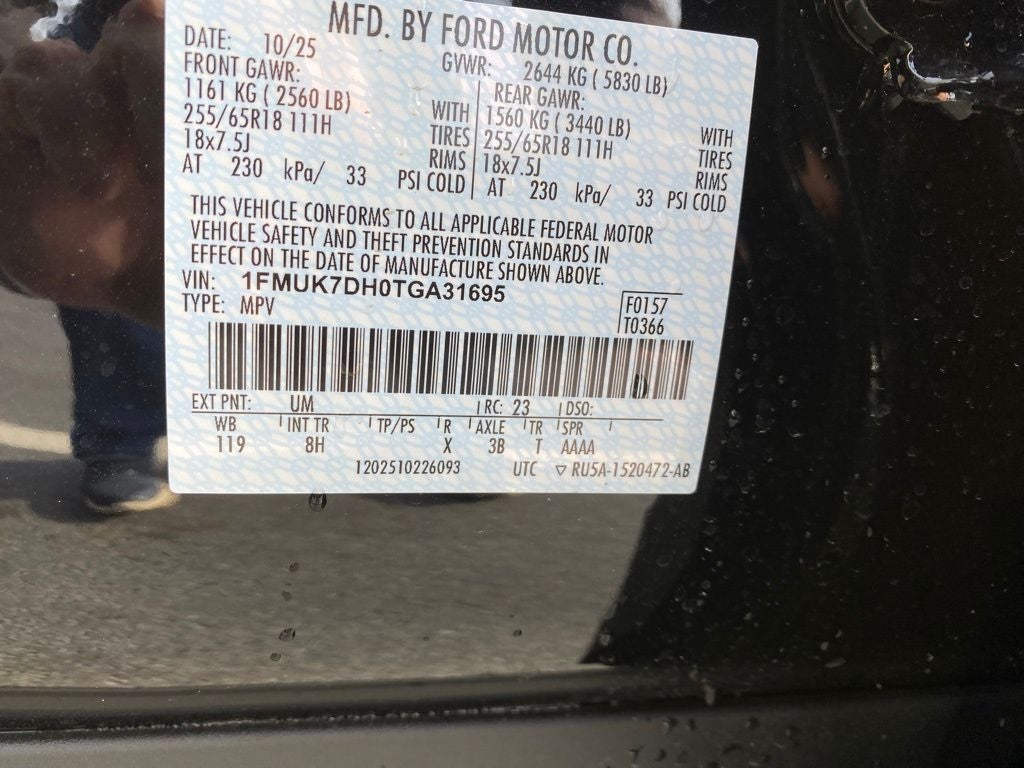 MFD. BY FORD MOTOR CO.
DATE: 10/25 GVWR: 2644 KG ( 5830 LB)
FRONT GAWR: REAR GAWR:
1161 KG ( 2560 LB) WITH 1560 KG ( 3440 LB) WITH
255/65R18 111H TIRES 255/65R18 111H TIRES
18x7.5J RIMS 18x7.5J RIMS
AT 230 kPa/ 33 PSI COLD AT 230 kPa/ 33 PSI COLD
THIS VEHICLE CONFORMS TO ALL APPLICABLE FEDERAL MOTOR
VEHICLE SAFETY AND THEFT PREVENTION STANDARDS IN
EFFECT ON THE DATE OF MANUFACTURE SHOWN ABOVE.
VIN: 1FMUK7DH0TGA31695
TYPE: MPV
F0157
T0366
EXT PNT: UM RC: 23 DSO:
WB INT TR TP/PS R AXLE TR SPR
119 8H X 3B T AAAA
1202510226093 UTC ▽ RU5A-1520472-AB